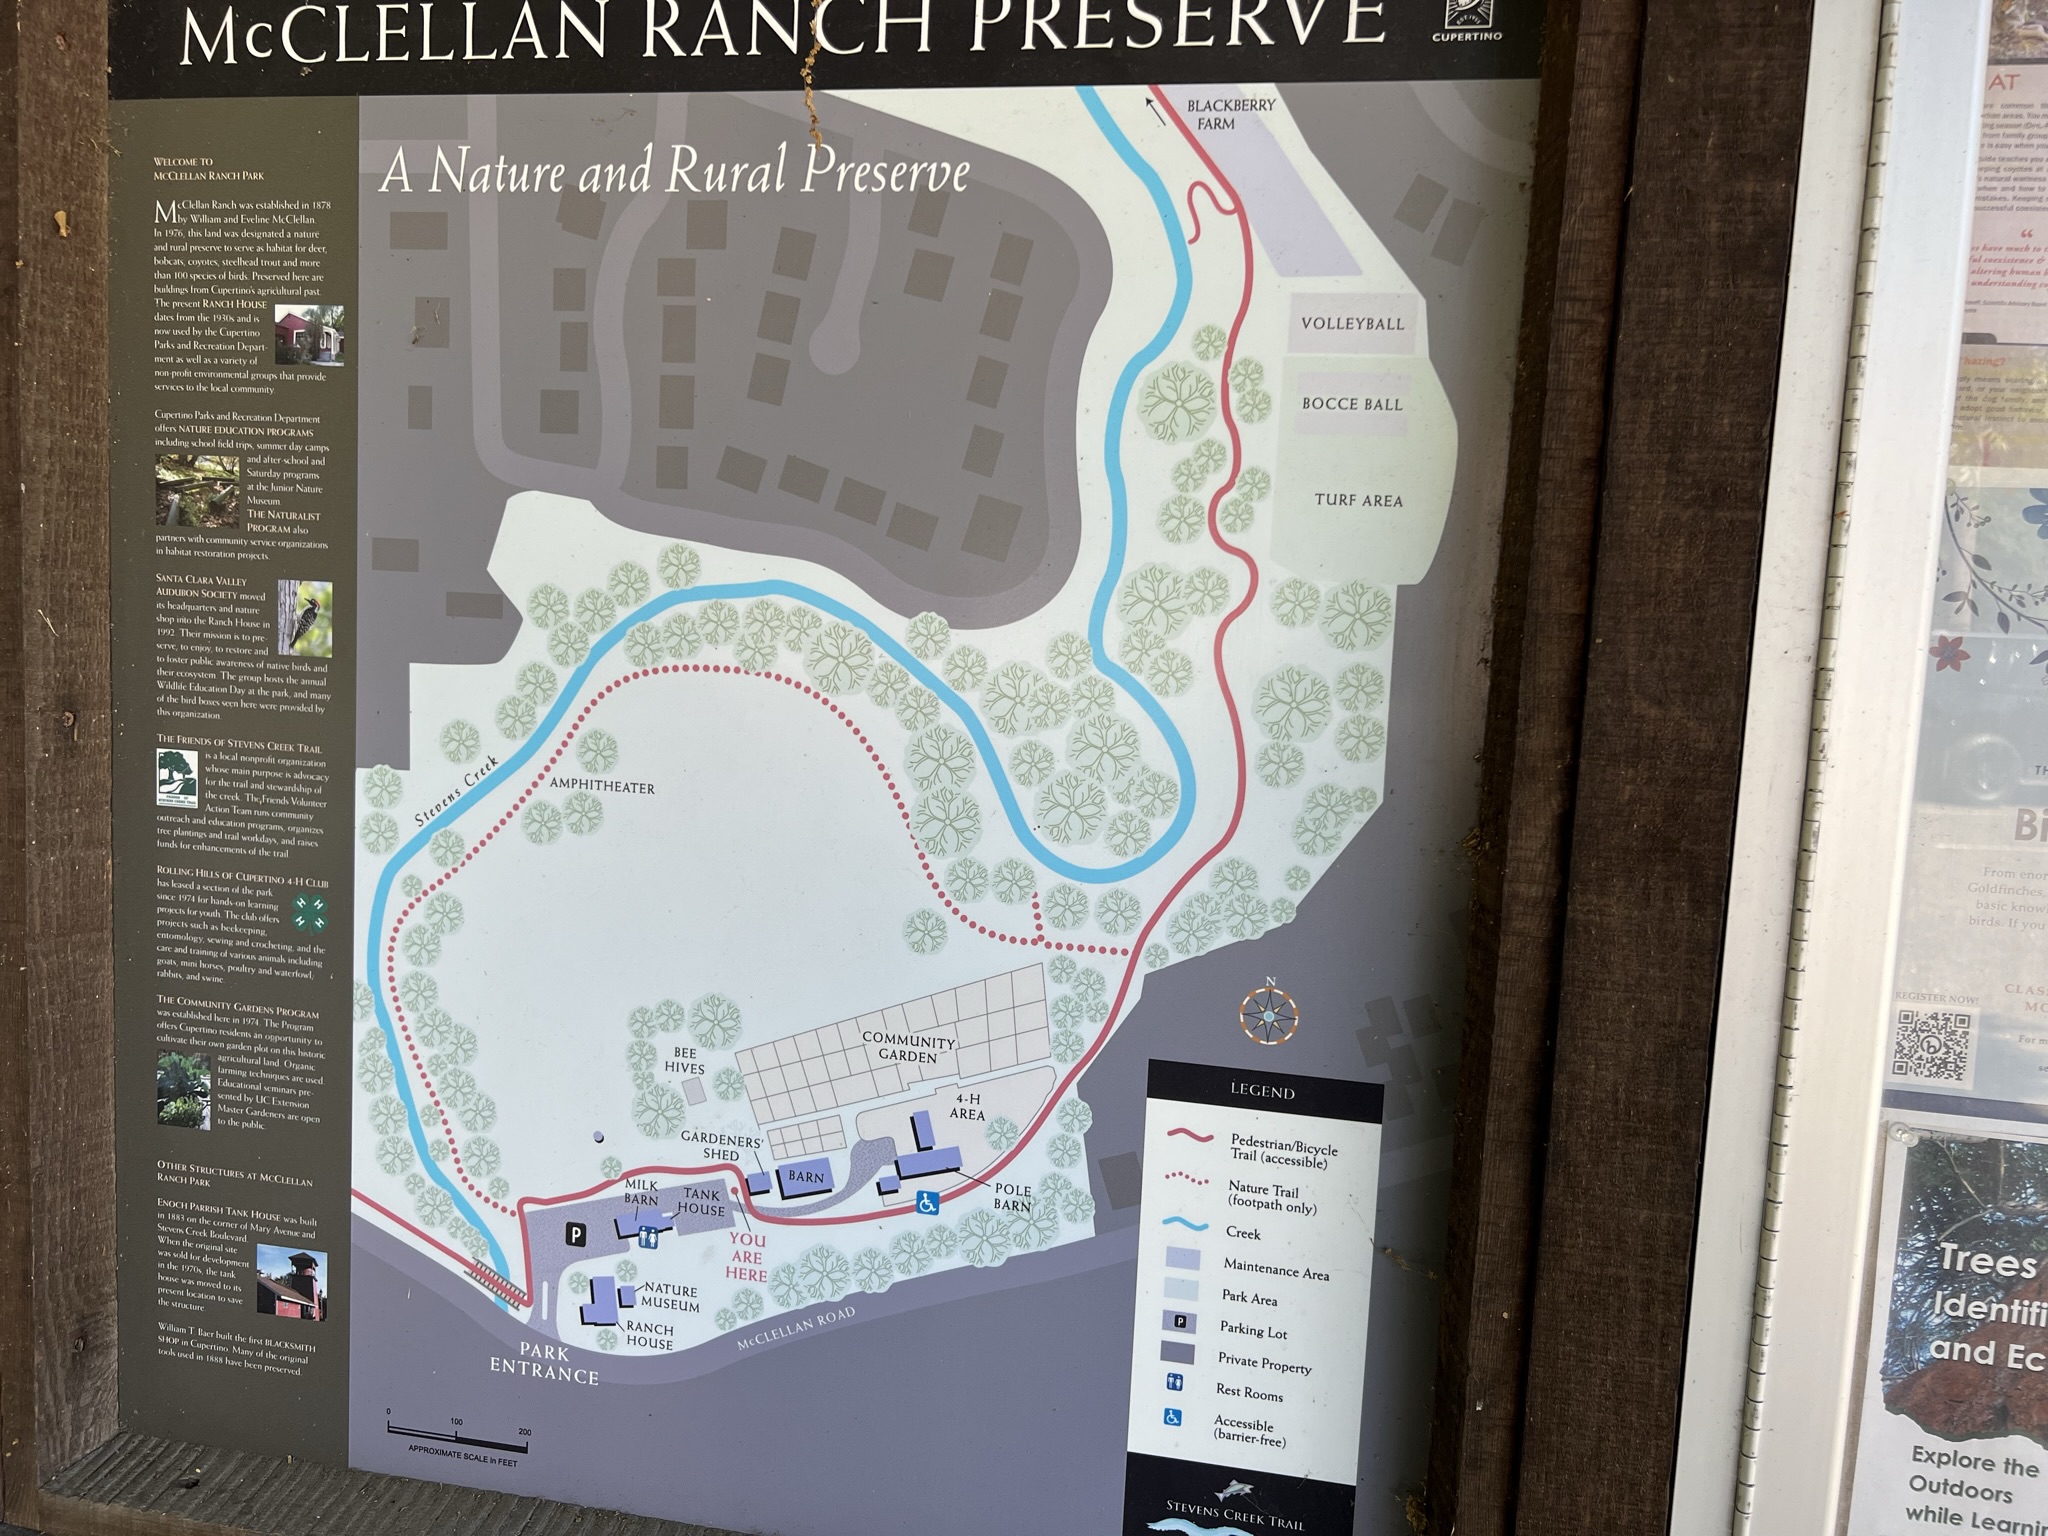 McCLELLAN RANCH PRESERVE
CUPERTINO
A Nature and Rural Preserve
WELCOME TO
MCCLELLAN RANCH PARK
McClellan Ranch was established in 1878
by William and Eveline McClellan.
In 1976, this land was designated a nature
and rural preserve to serve as habitat for deer,
bobcats, coyotes, steelhead trout and more
than 100 species of birds. Preserved here are
buildings from Cupertino's agricultural past.
The present RANCH HOUSE
dates from the 1930s and is
now used by the Cupertino
Parks and Recreation Depart-
ment as well as a variety of
non-profit environmental groups that provide
services to the local community.
Cupertino Parks and Recreation Department
offers NATURE EDUCATION PROGRAMS
including school field trips, summer day camps
and after-school and
Saturday programs
at the Junior Nature
Museum.
THE NATURALIST
PROGRAM also
partners with community service organizations
in habitat restoration projects.
SANTA CLARA VALLEY
AUDUBON SOCIETY moved
its headquarters and nature
shop into the Ranch House in
1992. Their mission is to pre-
serve, to enjoy, to restore and
to foster public awareness of native birds and
their ecosystem. The group hosts the annual
Wildlife Education Day at the park, and many
of the bird boxes seen here were provided by
this organization.
THE FRIENDS OF STEVENS CREEK TRAIL
is a local nonprofit organization
whose main purpose is advocacy
for the trail and stewardship of
the creek. The Friends Volunteer
Action Team runs community
outreach and education programs, organizes
tree plantings and trail workdays, and raises
funds for enhancements of the trail
ROLLING HILLS OF CUPERTINO 4-H CLUB
has leased a section of the park
since 1974 for hands-on learning
projects for youth. The club offers
projects such as beekeeping,
entomology, sewing and crocheting, and the
care and training of various animals including
goats, mini horses, poultry and waterfowl,
rabbits, and swine.
H H
H H
THE COMMUNITY GARDENS PROGRAM
was established here in 1974. The Program
offers Cupertino residents an opportunity to
cultivate their own garden plot on this historic
agricultural land. Organic
farming techniques are used.
Educational seminars pre-
sented by UC Extension
Master Gardeners are open
to the public.
OTHER STRUCTURES AT MCCLELLAN
RANCH PARK
ENOCH PARRISH TANK HOUSE was built
in 1883 on the corner of Mary Avenue and
Stevens Creek Boulevard.
When the original site
was sold for development
in the 1970s, the tank
house was moved to its
present location to save
the structure.
William T. Baer built the first BLACKSMITH
SHOP in Cupertino. Many of the original
tools used in 1888 have been preserved.
BLACKBERRY
FARM
VOLLEYBALL
BOCCE BALL
TURF AREA
Stevens Creek
AMPHITHEATER
COMMUNITY
GARDEN
BEE
HIVES
4-H
AREA
GARDENERS'
SHED
BARN
POLE
BARN
MILK
BARN
TANK
HOUSE
P
YOU
ARE
HERE
NATURE
MUSEUM
RANCH
HOUSE
McCLELLAN ROAD
PARK
ENTRANCE
0 100 200
APPROXIMATE SCALE in FEET
N
LEGEND
Pedestrian/Bicycle
Trail (accessible)
Nature Trail
(footpath only)
Creek
Maintenance Area
Park Area
P
Parking Lot
Private Property
Rest Rooms
Accessible
(barrier-free)
STEVENS CREEK TRAIL
AT
hazing?
Bi
From enor
Goldfinches,
basic know
birds. If you
CLAS
REGISTER NOW!
For m
Trees
Identifi
and Ec
Explore the
Outdoors
while Learnin